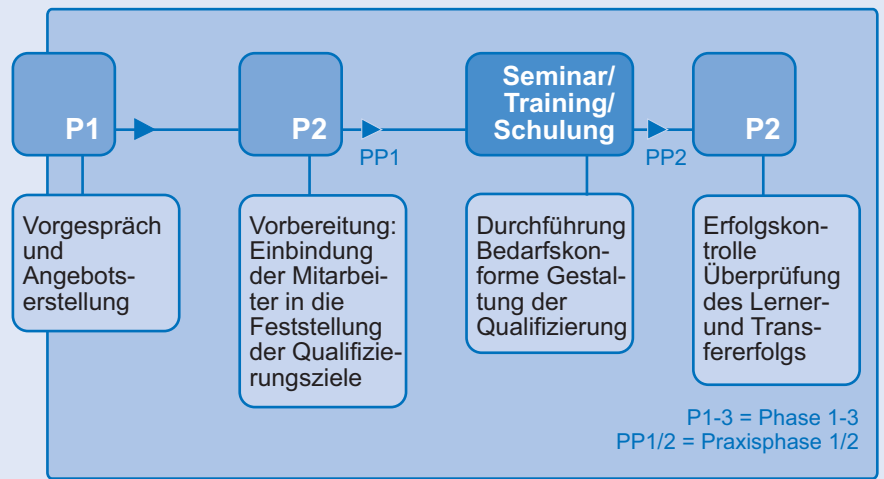 P1
P2
PP1
Seminar/
Training/
Schulung
PP2
P2
Vorgespräch
und
Angebots-
erstellung
Vorbereitung:
Einbindung
der Mitarbei-
ter in die
Feststellung
der Qualifizie-
rungsziele
Durchführung
Bedarfskon-
forme Gestal-
tung der
Qualifizierung
Erfolgskon-
trolle
Überprüfung
des Lerner-
und Trans-
fererfolgs
P1-3 = Phase 1-3
PP1/2 = Praxisphase 1/2